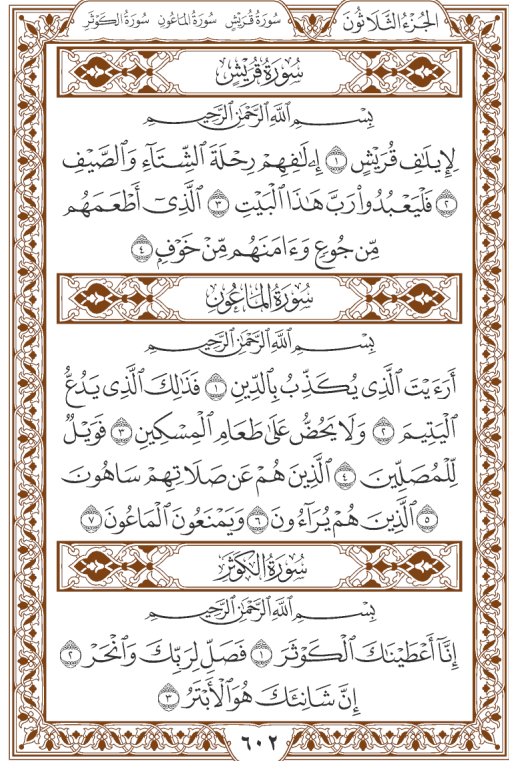 الجُزْءُ الثَّلَاثُونَ سُورَةُ قُرَيْشٍ سُورَةُ المَاعُونِ سُورَةُ الكَوْثَرِ
سُورَةُ قُرَيْشٍ
بِسْمِ ٱللَّهِ ٱلرَّحْمَٰنِ ٱلرَّحِيمِ
لِإِيلَٰفِ قُرَيْشٍ ١ إِۦلَٰفِهِمْ رِحْلَةَ ٱلشِّتَآءِ وَٱلصَّيْفِ
٢ فَلْيَعْبُدُوا۟ رَبَّ هَٰذَا ٱلْبَيْتِ ٣ ٱلَّذِىٓ أَطْعَمَهُم
مِّن جُوعٍ وَءَامَنَهُم مِّنْ خَوْفٍۭ ٤
سُورَةُ المَاعُونِ
بِسْمِ ٱللَّهِ ٱلرَّحْمَٰنِ ٱلرَّحِيمِ
أَرَءَيْتَ ٱلَّذِى يُكَذِّبُ بِٱلدِّينِ ١ فَذَٰلِكَ ٱلَّذِى يَدُعُّ
ٱلْيَتِيمَ ٢ وَلَا يَحُضُّ عَلَىٰ طَعَامِ ٱلْمِسْكِينِ ٣ فَوَيْلٌ
لِّلْمُصَلِّينَ ٤ ٱلَّذِينَ هُمْ عَن صَلَاتِهِمْ سَاهُونَ
٥ ٱلَّذِينَ هُمْ يُرَآءُونَ ٦ وَيَمْنَعُونَ ٱلْمَاعُونَ ٧
سُورَةُ الكَوْثَرِ
بِسْمِ ٱللَّهِ ٱلرَّحْمَٰنِ ٱلرَّحِيمِ
إِنَّآ أَعْطَيْنَٰكَ ٱلْكَوْثَرَ ١ فَصَلِّ لِرَبِّكَ وَٱنْحَرْ ٢
إِنَّ شَانِئَكَ هُوَ ٱلْأَبْتَرُ ٣
٦٠٢